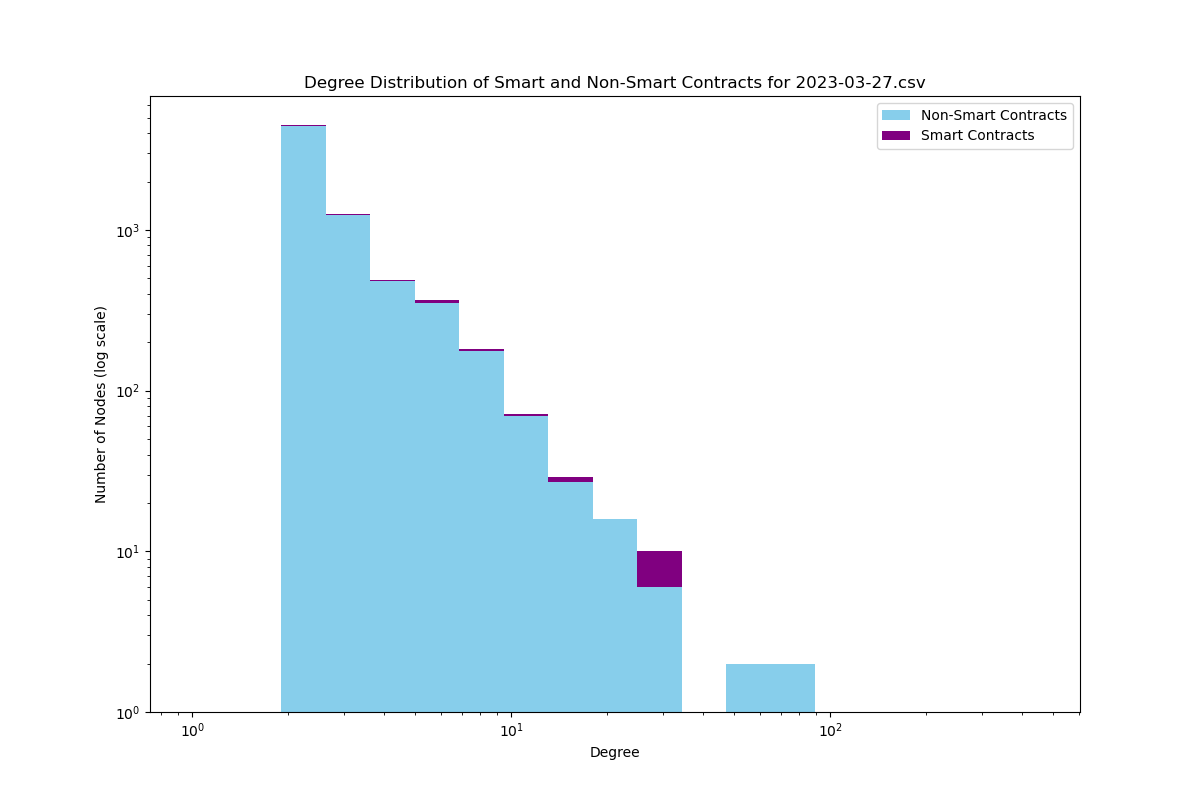 Degree Distribution of Smart and Non-Smart Contracts for 2023-03-27.csv
Non-Smart Contracts
Smart Contracts
Number of Nodes (log scale)
10³
10²
10¹
10⁰
10⁰ 10¹ 10²
Degree